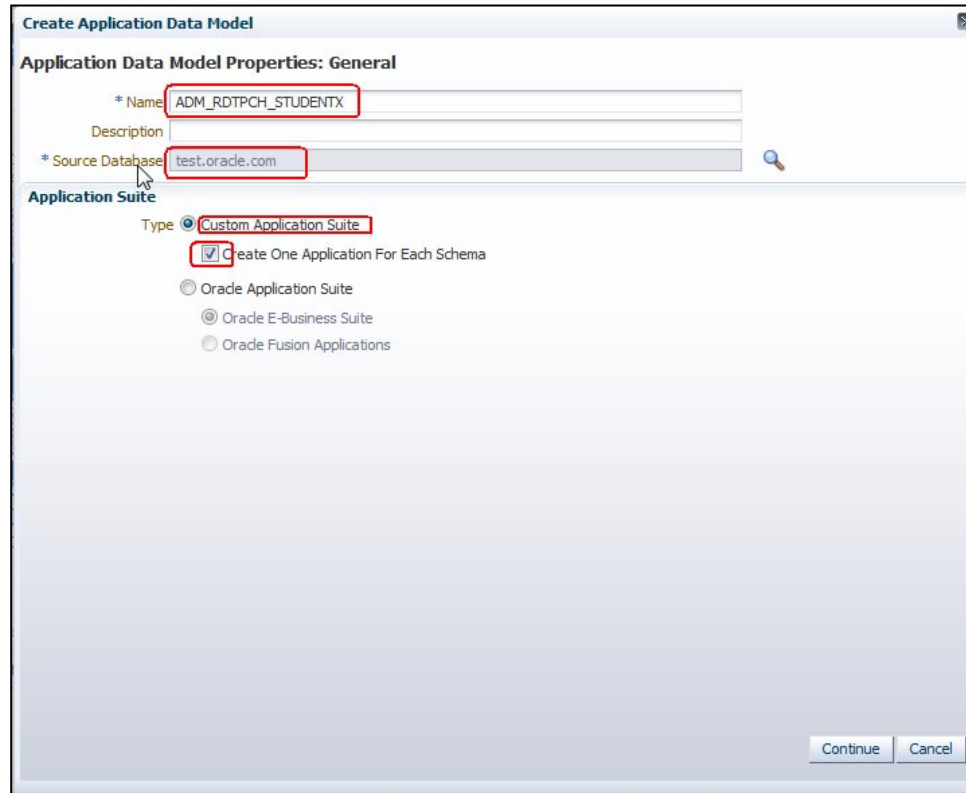 Create Application Data Model
Application Data Model Properties: General
* Name ADM_RDTPCH_STUDENTX
Description
* Source Database test.oracle.com
Application Suite
Type Custom Application Suite
Create One Application For Each Schema
Oracle Application Suite
Oracle E-Business Suite
Oracle Fusion Applications
Continue Cancel